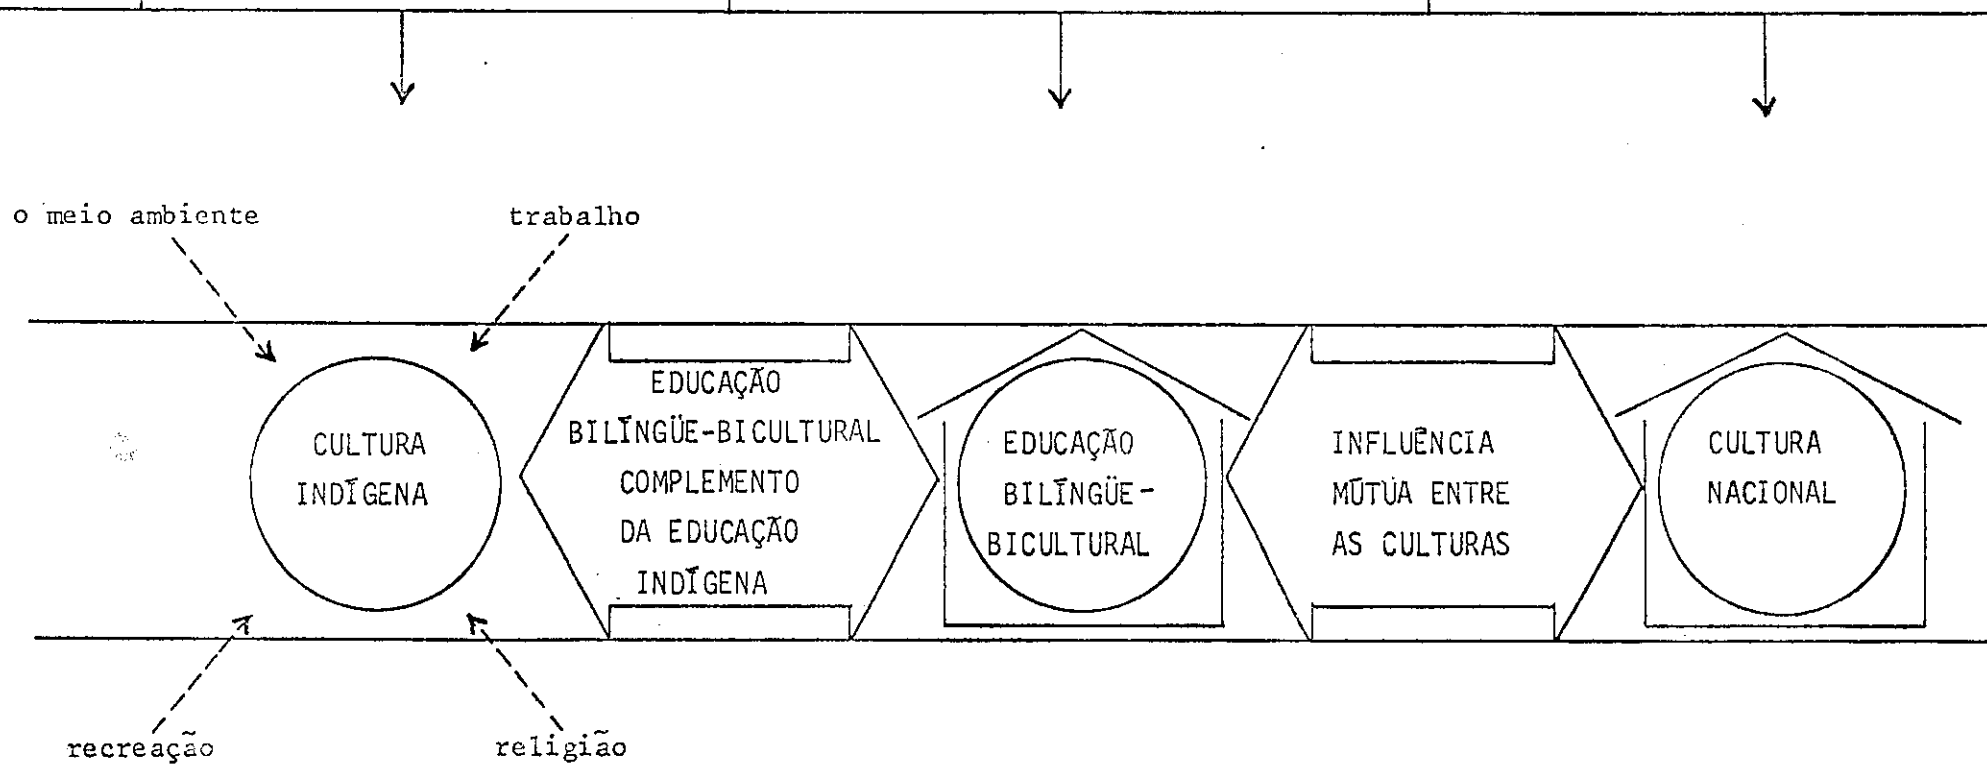 o meio ambiente
trabalho
CULTURA
INDÍGENA
EDUCAÇÃO
BILÍNGÜE-BICULTURAL
COMPLEMENTO
DA EDUCAÇÃO
INDÍGENA
EDUCAÇÃO
BILÍNGÜE-
BICULTURAL
INFLUÊNCIA
MÚTUA ENTRE
AS CULTURAS
CULTURA
NACIONAL
recreação
religião